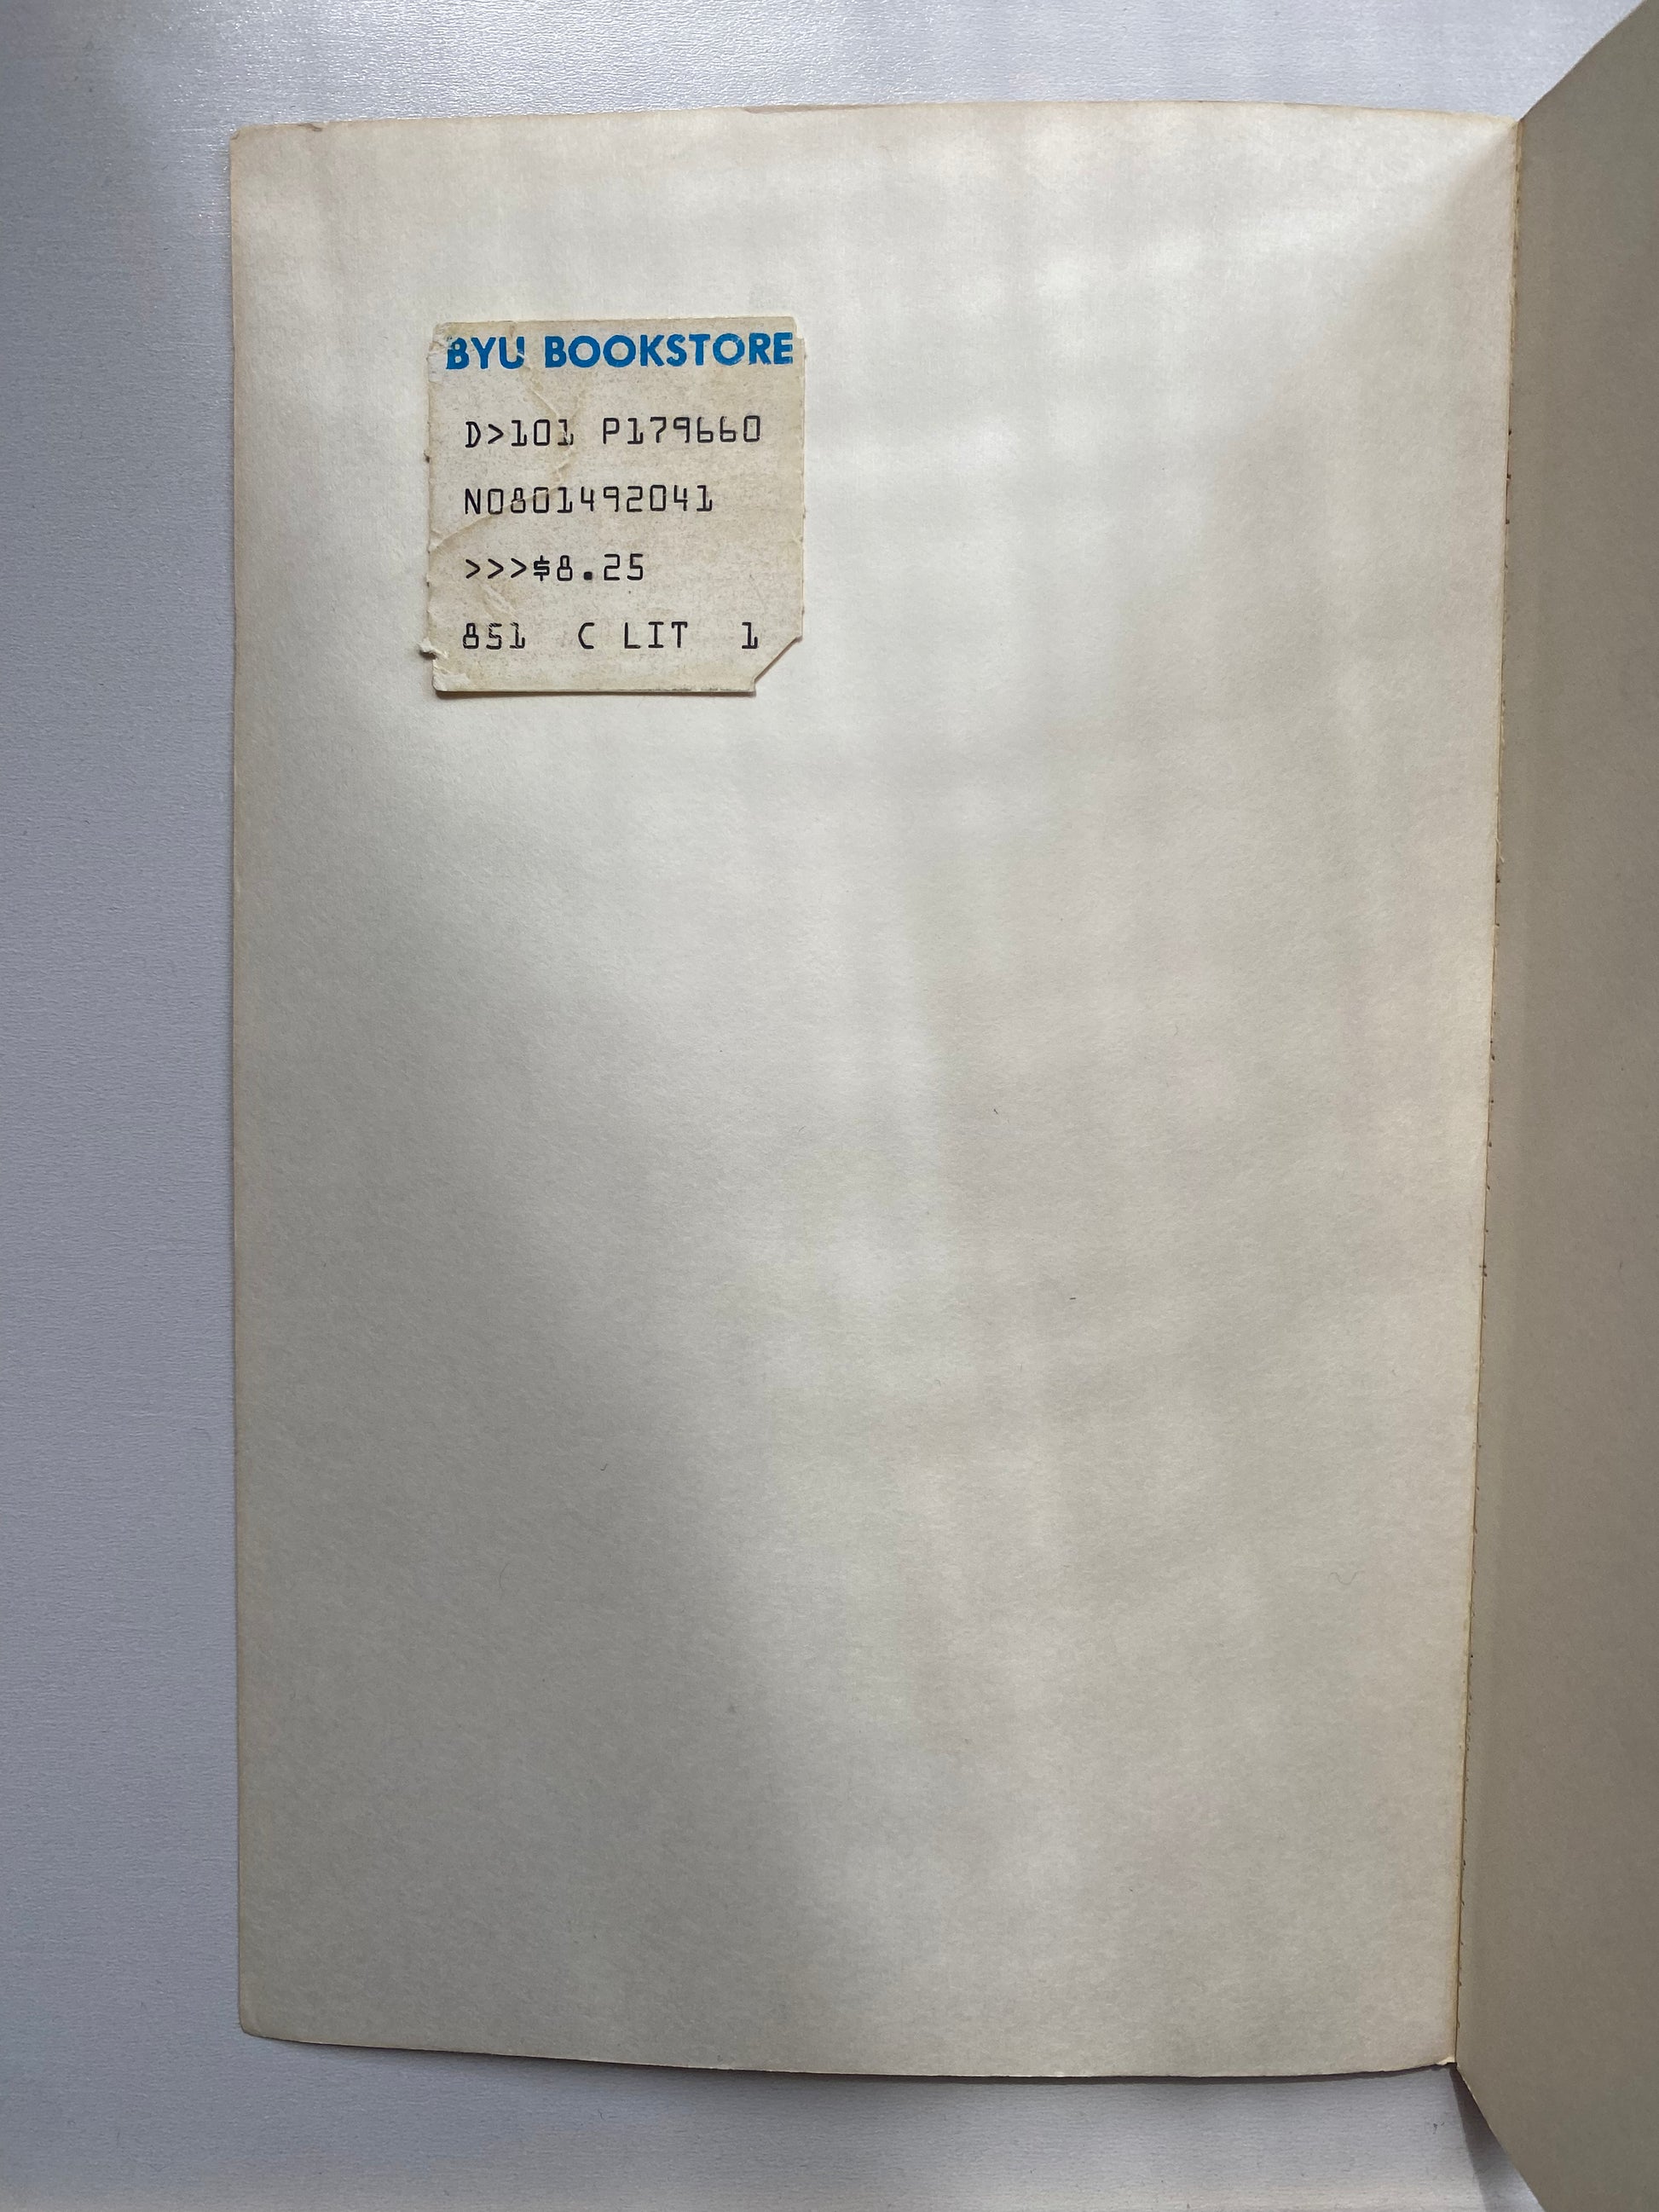 BYU BOOKSTORE
D>101 P179660
N0801492041
>>>$8.25
851 C LIT 1